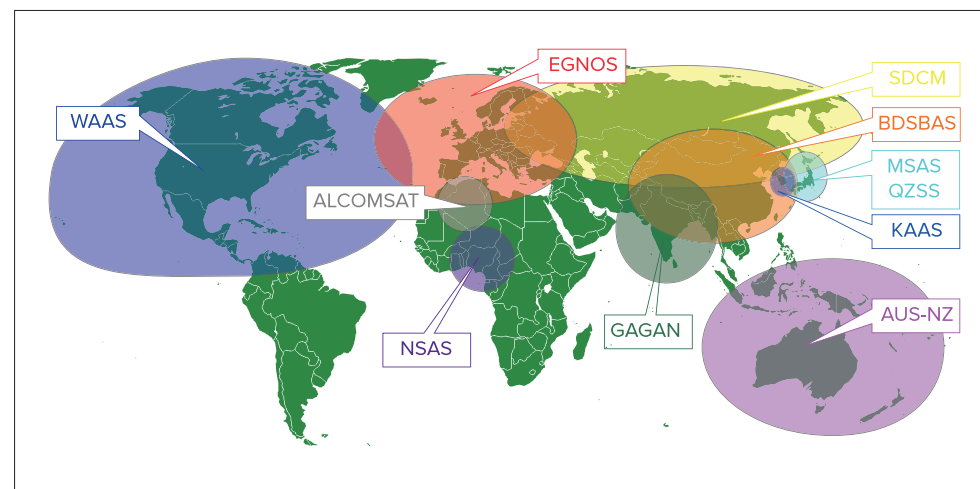 EGNOS
SDCM
WAAS
BDSBAS
MSAS
QZSS
ALCOMSAT
KAAS
AUS-NZ
GAGAN
NSAS